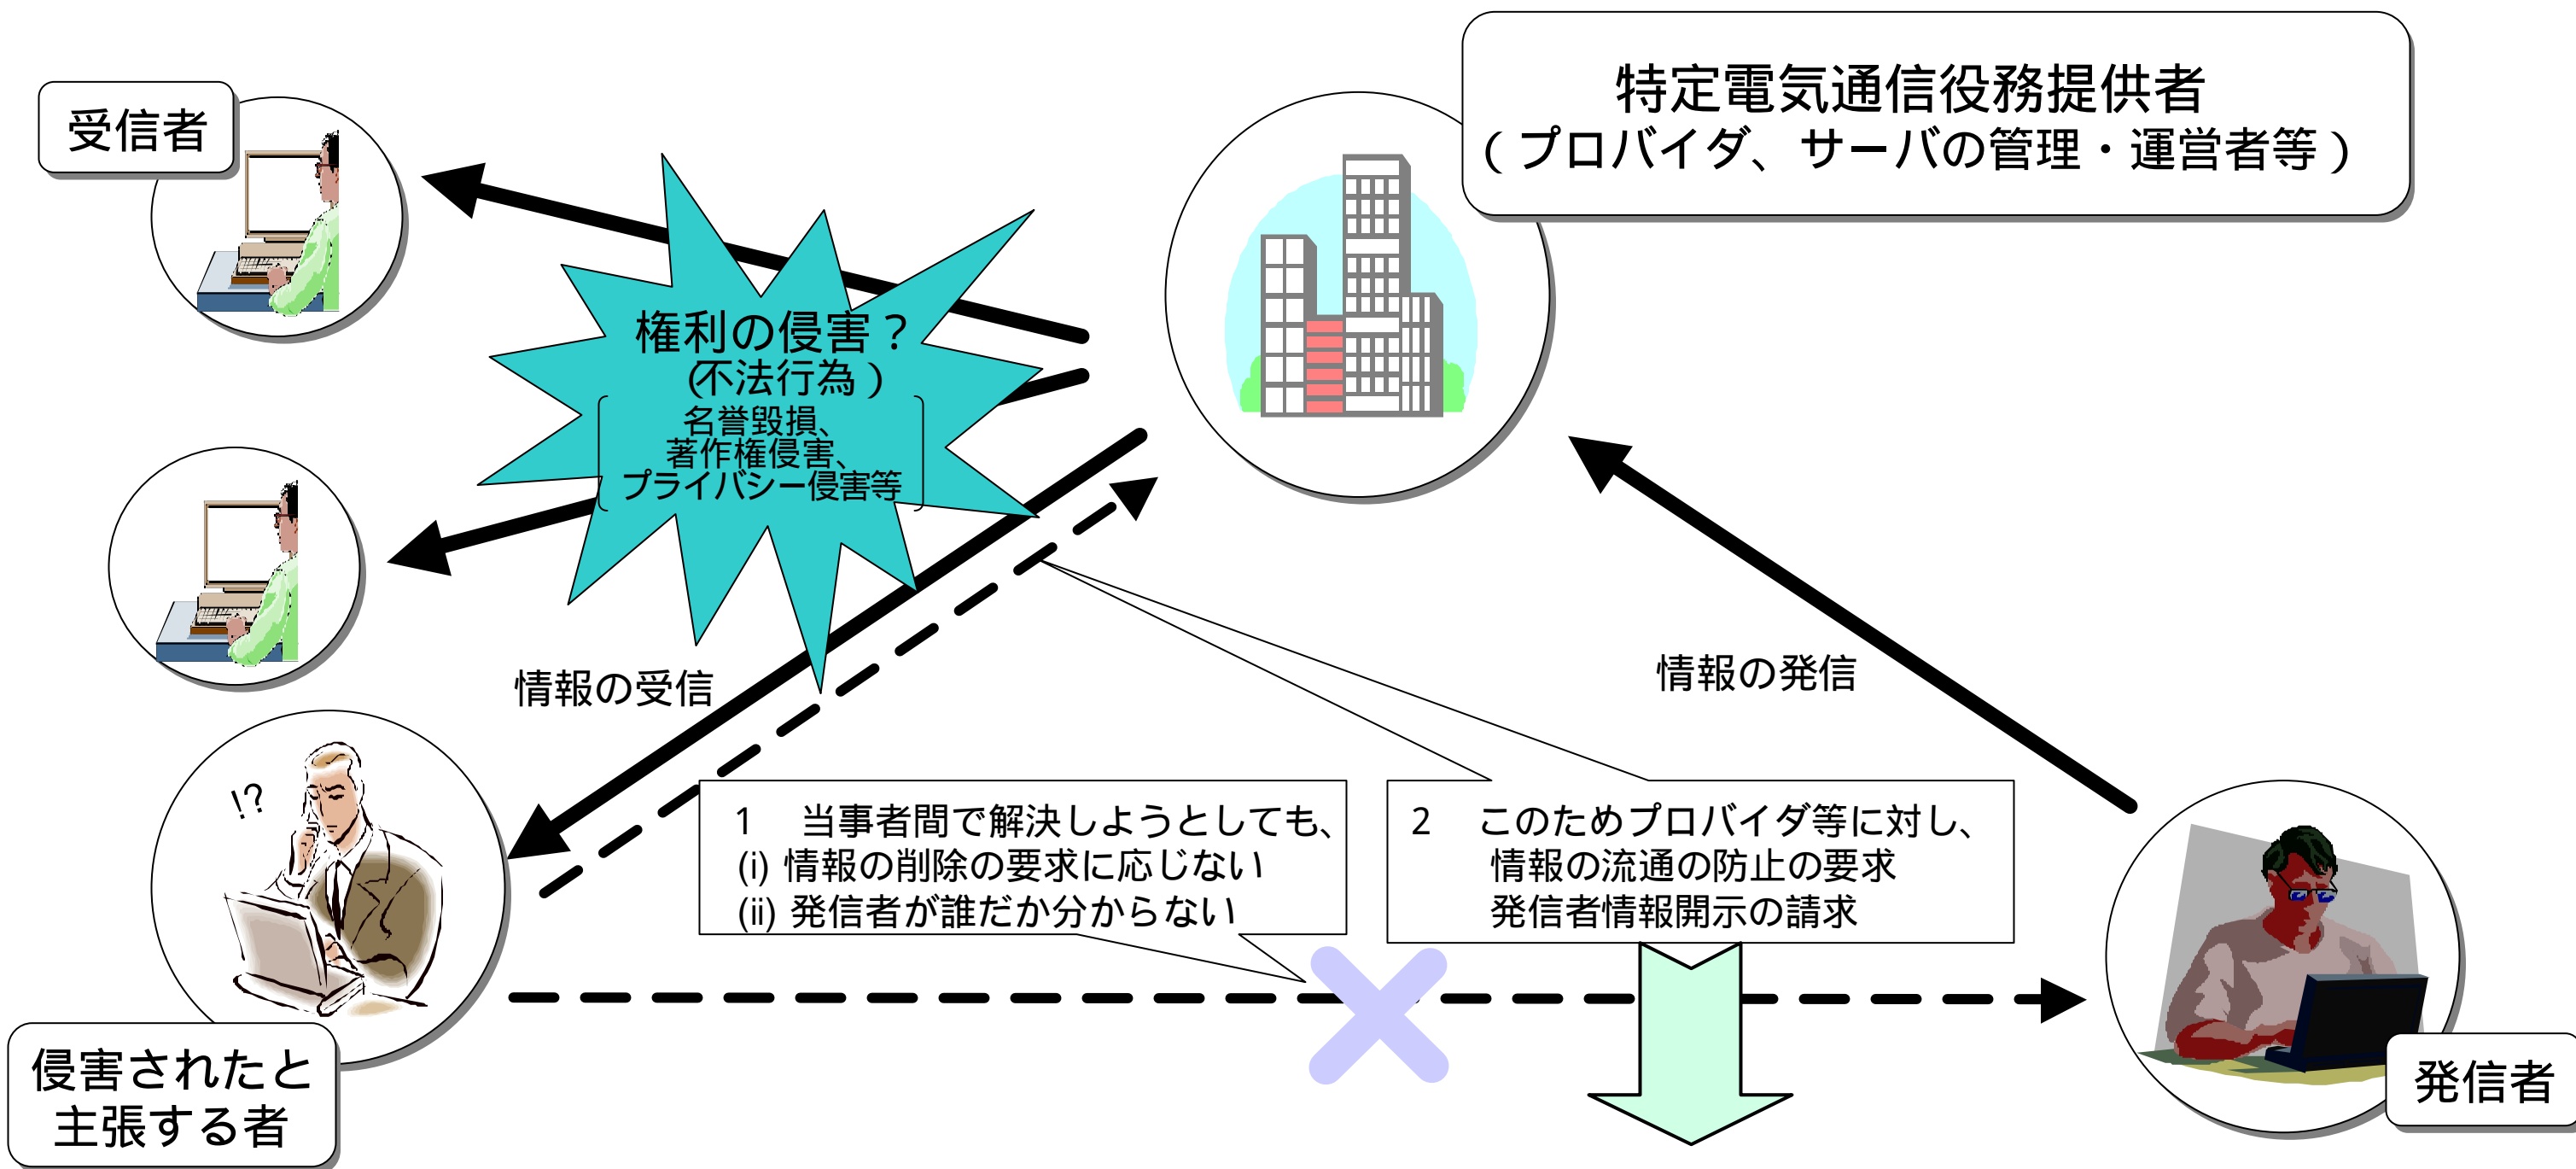 特定電気通信役務提供者
（プロバイダ、サーバの管理・運営者等）
受信者
権利の侵害？
(不法行為）
名誉毀損、
著作権侵害、
プライバシー侵害等
情報の受信
情報の発信
!?
1　当事者間で解決しようとしても、
(i) 情報の削除の要求に応じない
(ii) 発信者が誰だか分からない
2　このためプロバイダ等に対し、
情報の流通の防止の要求
発信者情報開示の請求
侵害されたと
主張する者
発信者